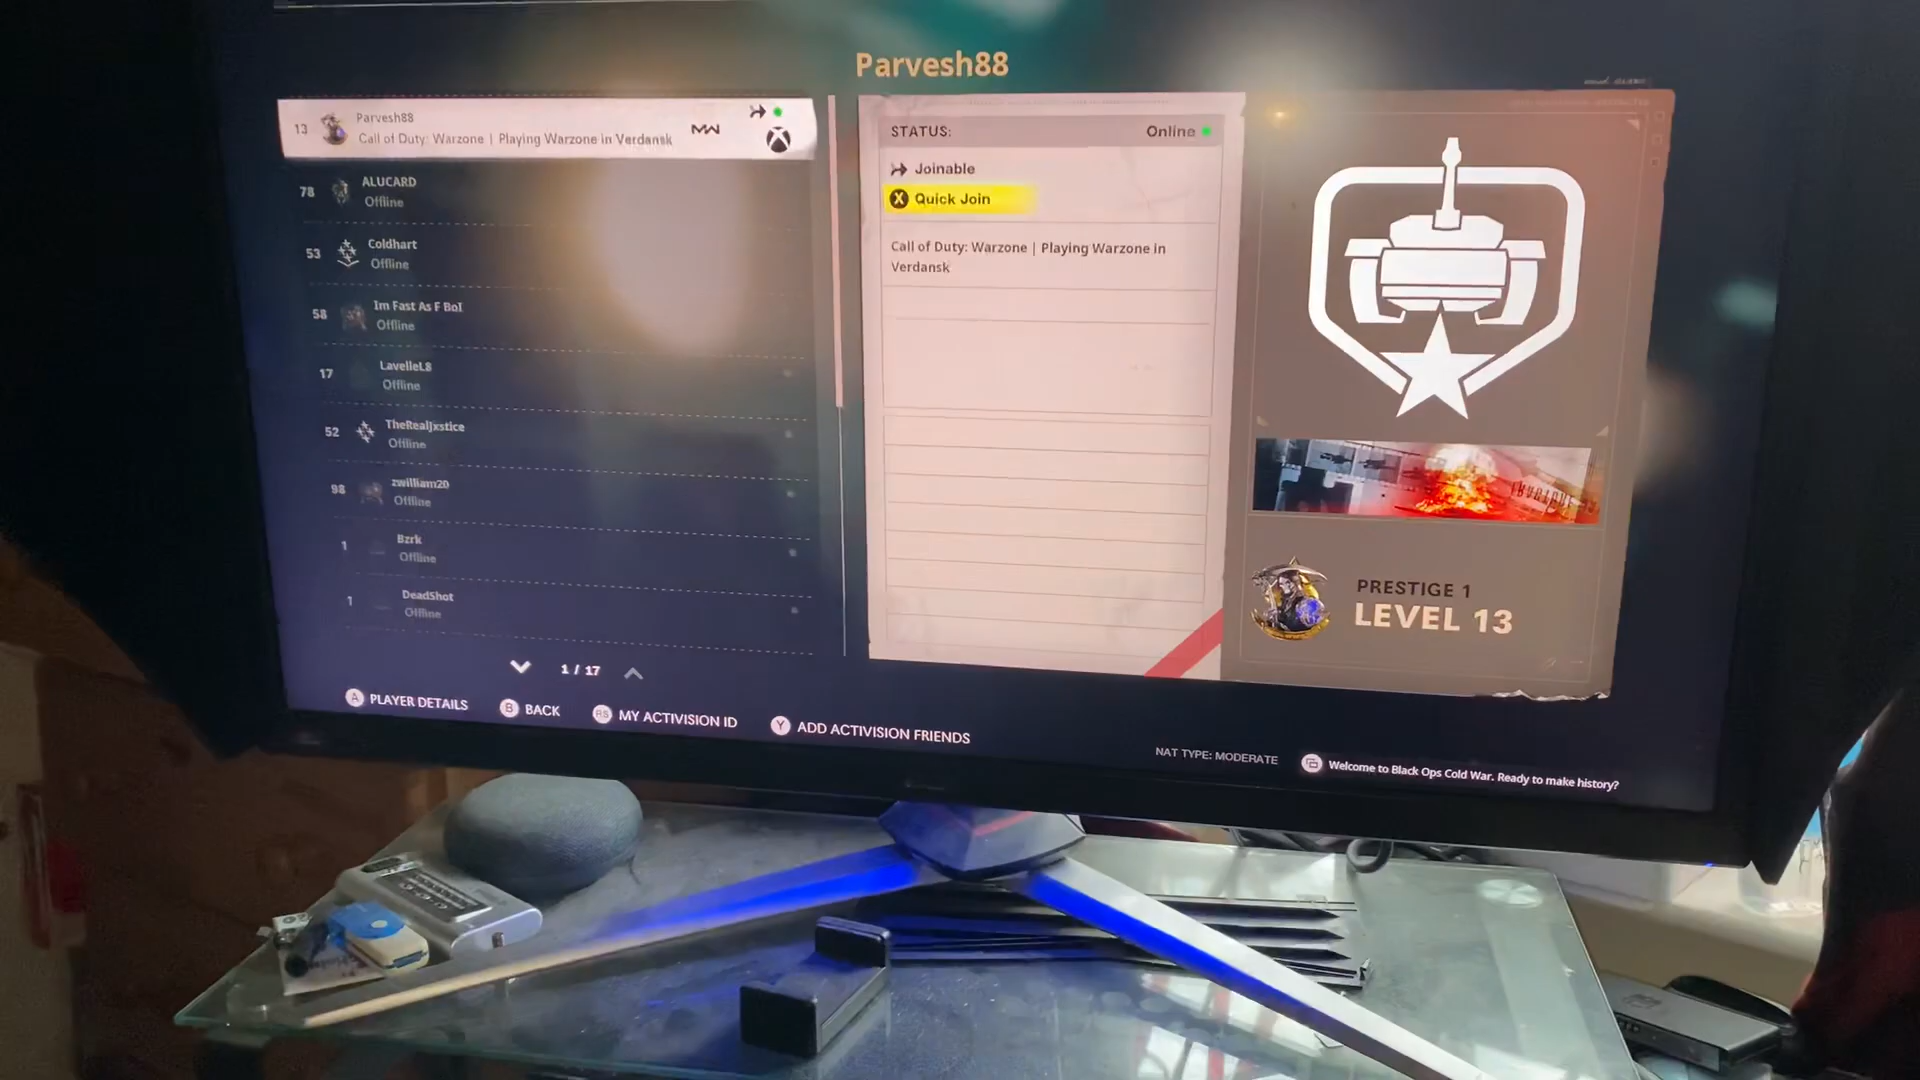 Parvesh88
13
Parvesh88
Call of Duty: Warzone | Playing Warzone in Verdansk
MW
78
ALUCARD
Offline
53
Coldhart
Offline
58
Im Fast As F BoI
Offline
17
LavelleL8
Offline
52
TheRealJxstice
Offline
98
zwilliam20
Offline
1
Bzrk
Offline
1
DeadShot
Offline
1 / 17
A PLAYER DETAILS
B BACK
RS MY ACTIVISION ID
Y ADD ACTIVISION FRIENDS
STATUS:
Online
Joinable
X Quick Join
Call of Duty: Warzone | Playing Warzone in
Verdansk
PRESTIGE 1
LEVEL 13
NAT TYPE: MODERATE
Welcome to Black Ops Cold War. Ready to make history?